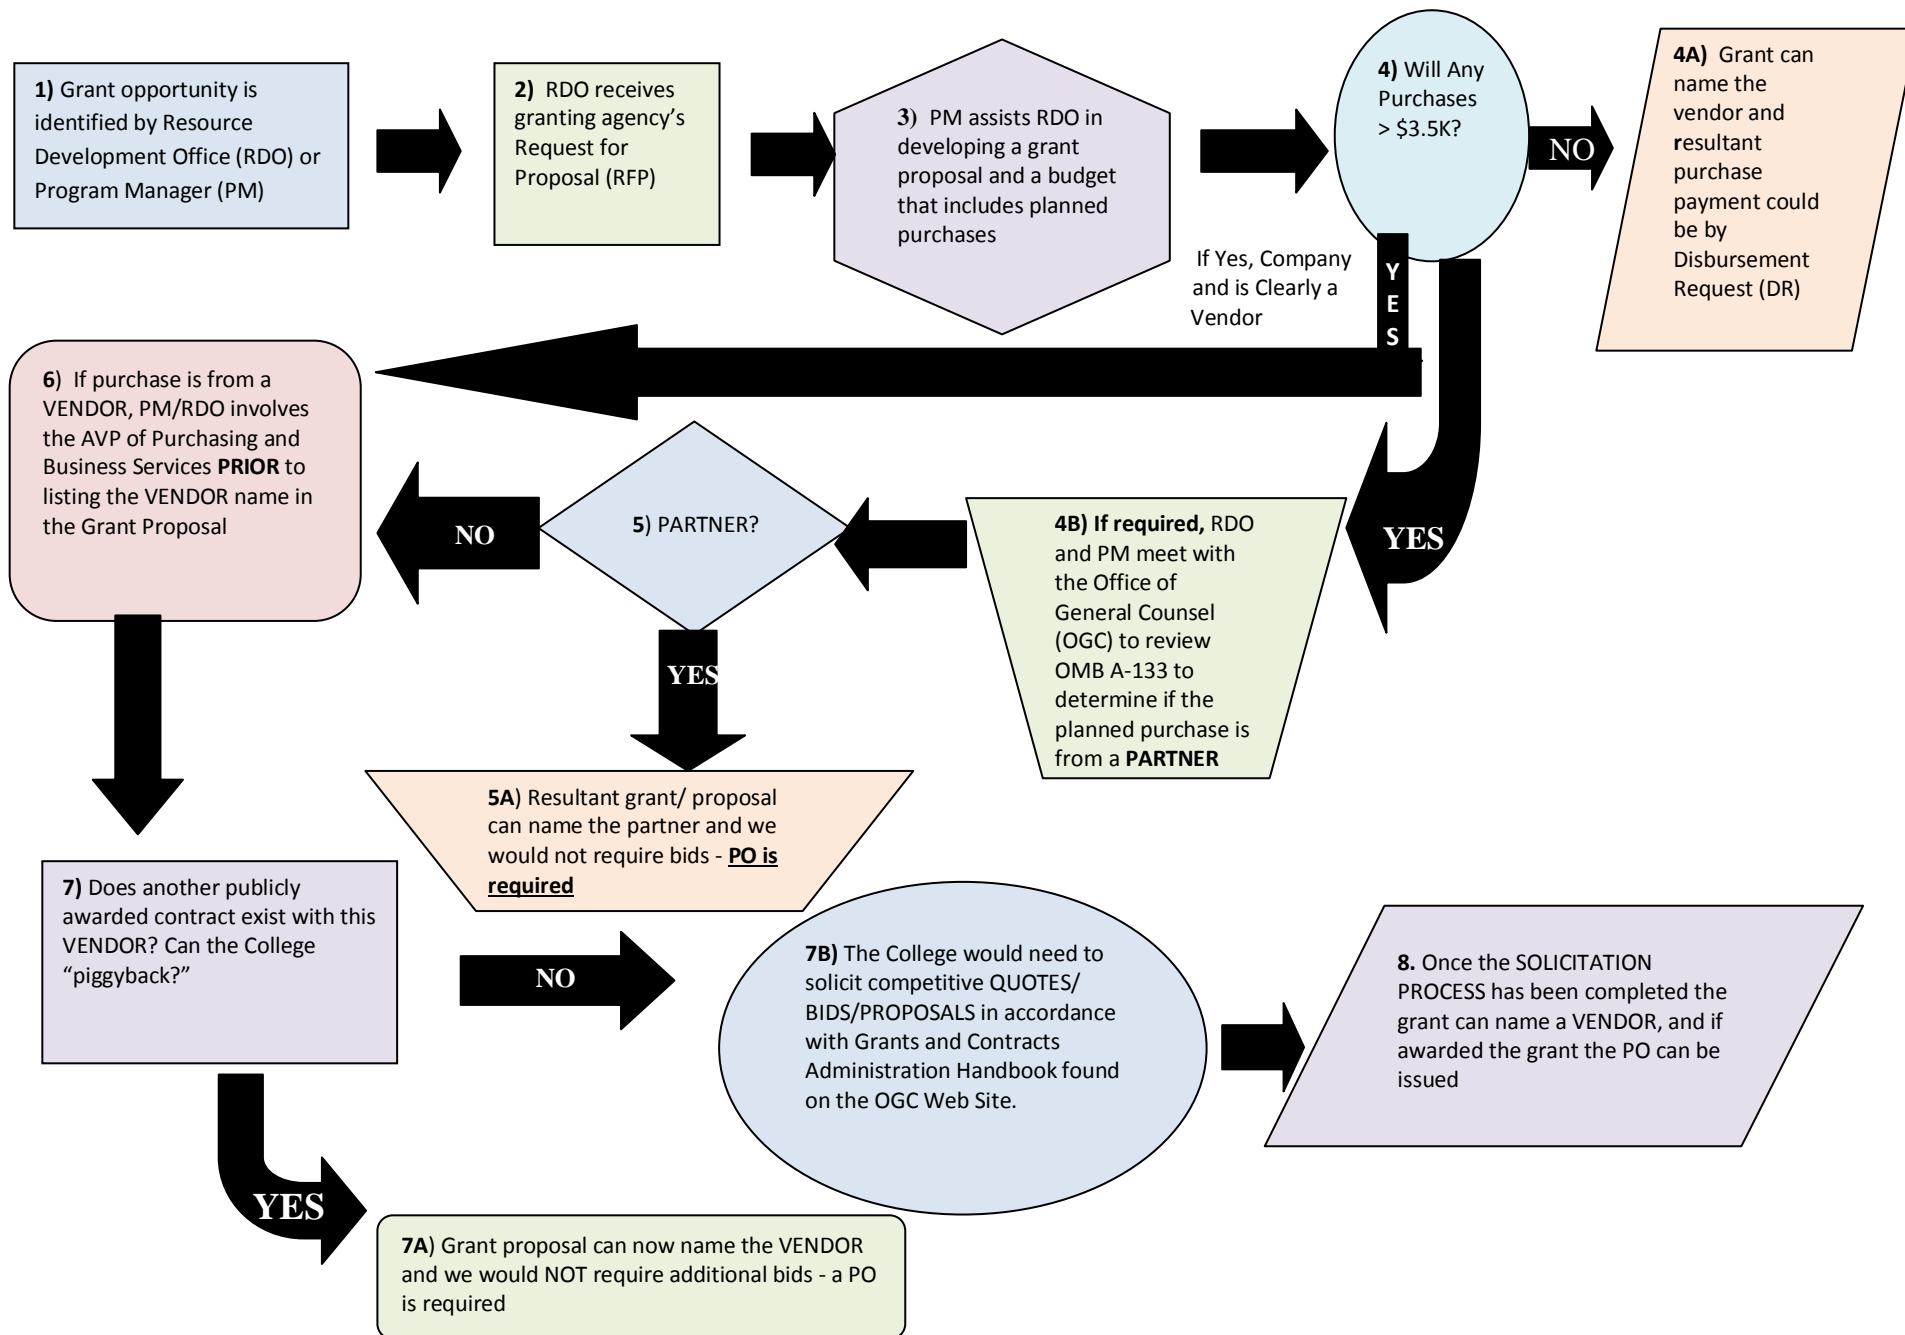 1) Grant opportunity is
identified by Resource
Development Office (RDO) or
Program Manager (PM)
2) RDO receives
granting agency’s
Request for
Proposal (RFP)
3) PM assists RDO in
developing a grant
proposal and a budget
that includes planned
purchases
4) Will Any
Purchases
> $3.5K?
NO
4A) Grant can
name the
vendor and
resultant
purchase
payment could
be by
Disbursement
Request (DR)
If Yes, Company
and is Clearly a
Vendor
Y
E
S
YES
4B) If required, RDO
and PM meet with
the Office of
General Counsel
(OGC) to review
OMB A-133 to
determine if the
planned purchase is
from a PARTNER
5) PARTNER?
NO
YES
5A) Resultant grant/ proposal
can name the partner and we
would not require bids - PO is
required
6) If purchase is from a
VENDOR, PM/RDO involves
the AVP of Purchasing and
Business Services PRIOR to
listing the VENDOR name in
the Grant Proposal
7) Does another publicly
awarded contract exist with this
VENDOR? Can the College
“piggyback?”
NO
YES
7A) Grant proposal can now name the VENDOR
and we would NOT require additional bids - a PO
is required
7B) The College would need to
solicit competitive QUOTES/
BIDS/PROPOSALS in accordance
with Grants and Contracts
Administration Handbook found
on the OGC Web Site.
8. Once the SOLICITATION
PROCESS has been completed the
grant can name a VENDOR, and if
awarded the grant the PO can be
issued